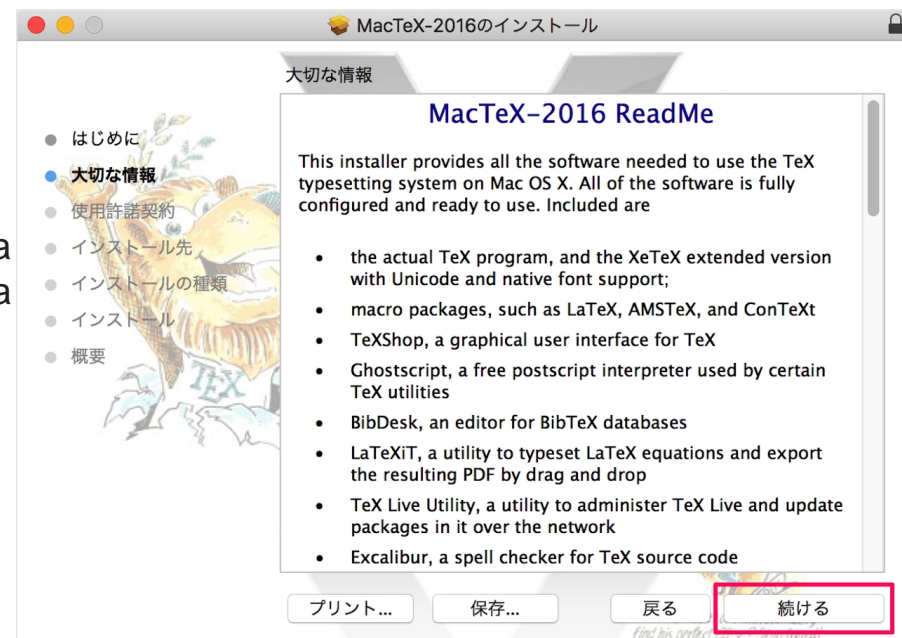 MacTeX-2016のインストール
大切な情報
はじめに
大切な情報
使用許諾契約
インストール先
インストールの種類
インストール
概要
a
a
MacTeX-2016 ReadMe
This installer provides all the software needed to use the TeX
typesetting system on Mac OS X. All of the software is fully
configured and ready to use. Included are
• the actual TeX program, and the XeTeX extended version
with Unicode and native font support;
• macro packages, such as LaTeX, AMSTeX, and ConTeXt
• TeXShop, a graphical user interface for TeX
• Ghostscript, a free postscript interpreter used by certain
TeX utilities
• BibDesk, an editor for BibTeX databases
• LaTeXiT, a utility to typeset LaTeX equations and export
the resulting PDF by drag and drop
• TeX Live Utility, a utility to administer TeX Live and update
packages in it over the network
• Excalibur, a spell checker for TeX source code
TEX
プリント... 保存... 戻る 続ける
find his perfect